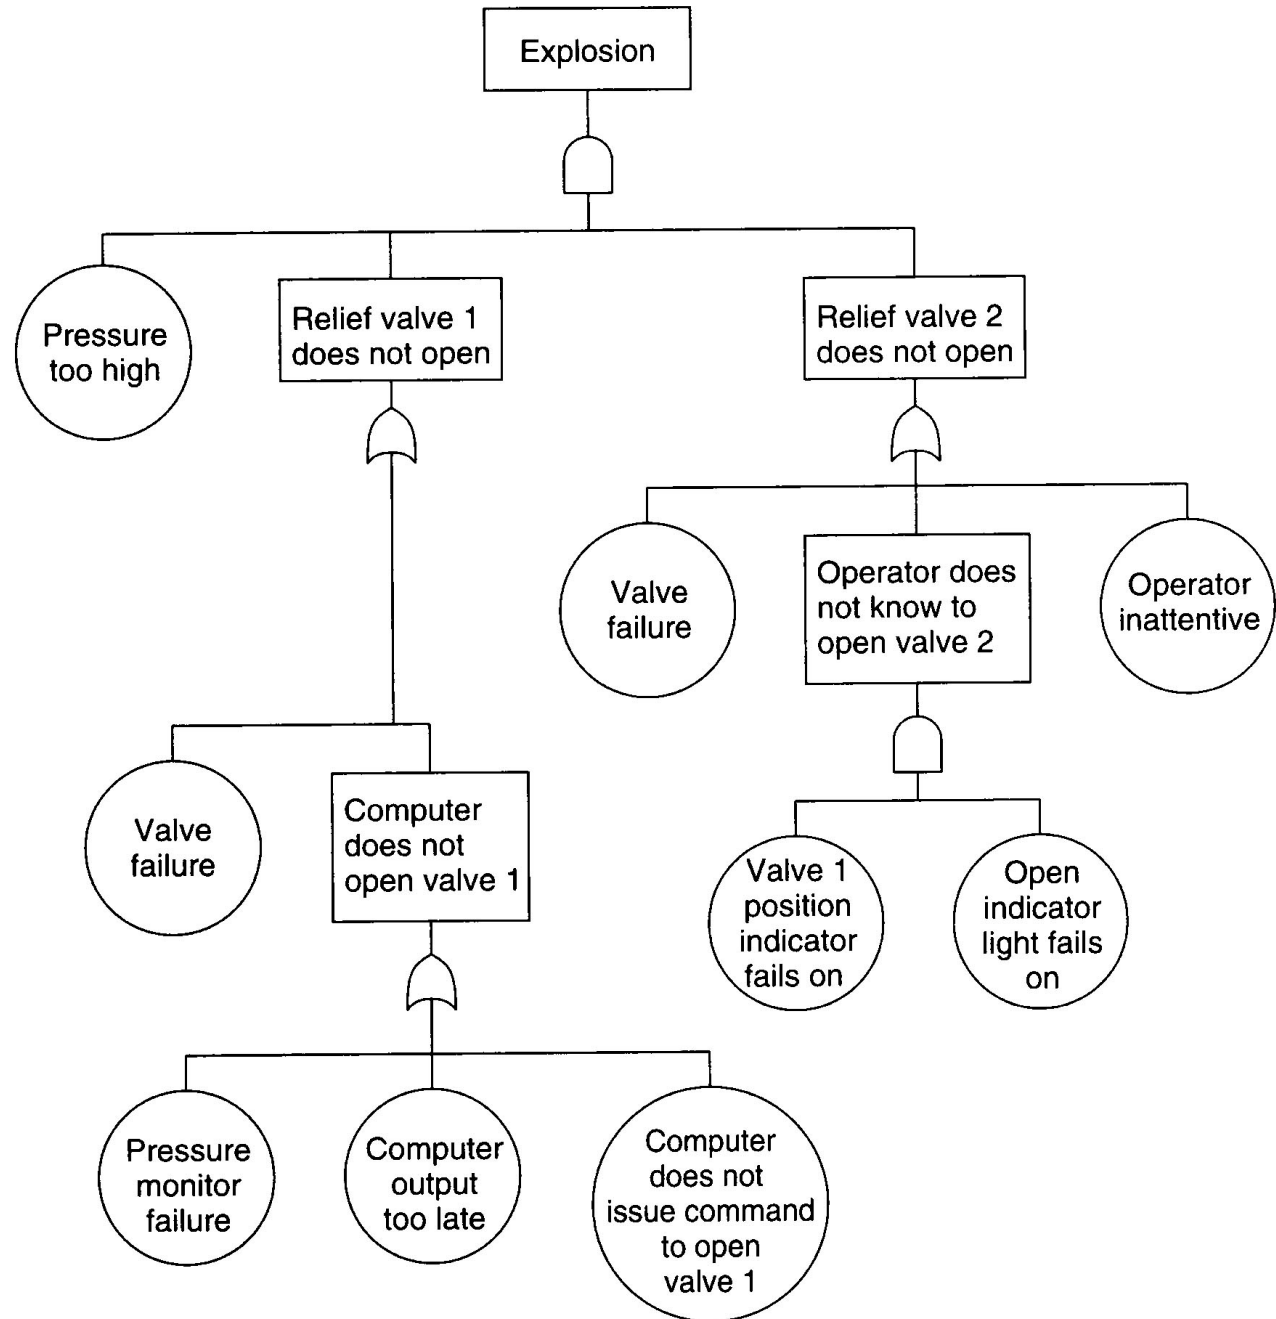 Explosion
Pressure
too high
Relief valve 1
does not open
Relief valve 2
does not open
Valve
failure
Operator does
not know to
open valve 2
Operator
inattentive
Valve
failure
Computer
does not
open valve 1
Valve 1
position
indicator
fails on
Open
indicator
light fails
on
Pressure
monitor
failure
Computer
output
too late
Computer
does not
issue command
to open
valve 1